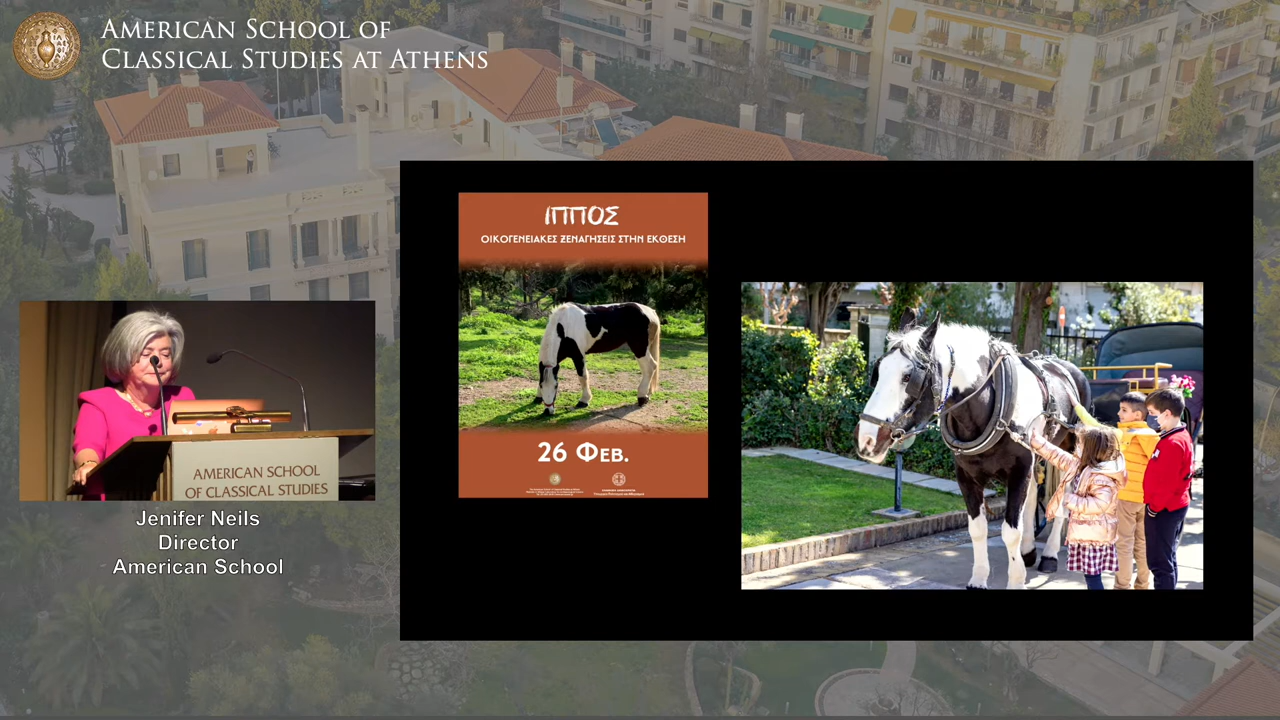 AMERICAN SCHOOL OF
CLASSICAL STUDIES AT ATHENS
ΙΠΠΟΣ
ΟΙΚΟΓΕΝΕΙΑΚΕΣ ΞΕΝΑΓΗΣΕΙΣ ΣΤΗΝ ΕΚΘΕΣΗ
26 ΦΕΒ.
AMERICAN SCHOOL
OF CLASSICAL STUDIES
Jenifer Neils
Director
American School